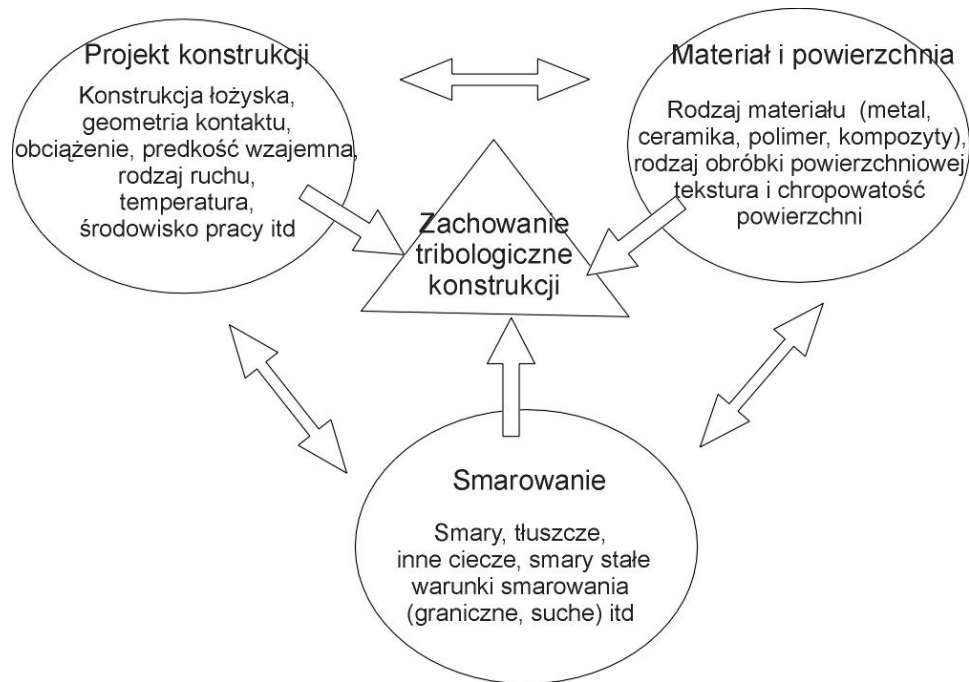 Projekt konstrukcji
Konstrukcja łożyska,
geometria kontaktu,
obciążenie, predkość wzajemna,
rodzaj ruchu,
temperatura,
środowisko pracy itd
Materiał i powierzchnia
Rodzaj materiału (metal,
ceramika, polimer, kompozyty),
rodzaj obróbki powierzchniowej
tekstura i chropowatość
powierzchni
Zachowanie
tribologiczne
konstrukcji
Smarowanie
Smary, tłuszcze,
inne ciecze, smary stałe
warunki smarowania
(graniczne, suche) itd